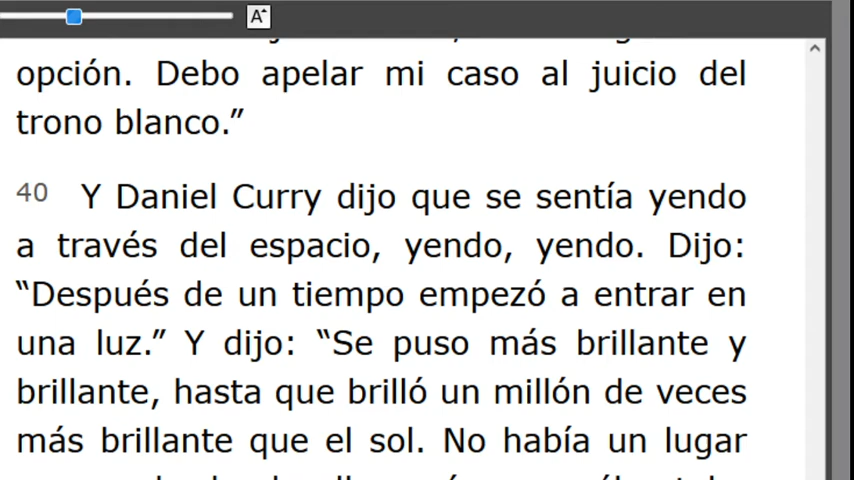 A
opción. Debo apelar mi caso al juicio del
trono blanco.”
40 Y Daniel Curry dijo que se sentía yendo
a través del espacio, yendo, yendo. Dijo:
“Después de un tiempo empezó a entrar en
una luz.” Y dijo: “Se puso más brillante y
brillante, hasta que brilló un millón de veces
más brillante que el sol. No había un lugar